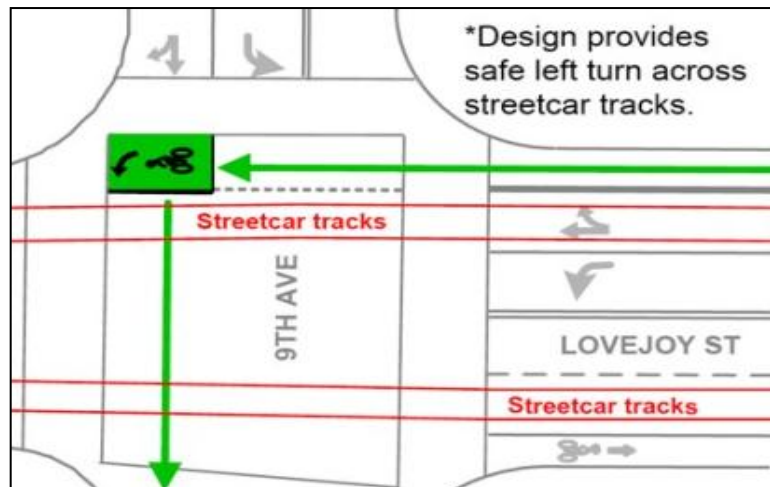 *Design provides
safe left turn across
streetcar tracks.
Streetcar tracks
9TH AVE
LOVEJOY ST
Streetcar tracks